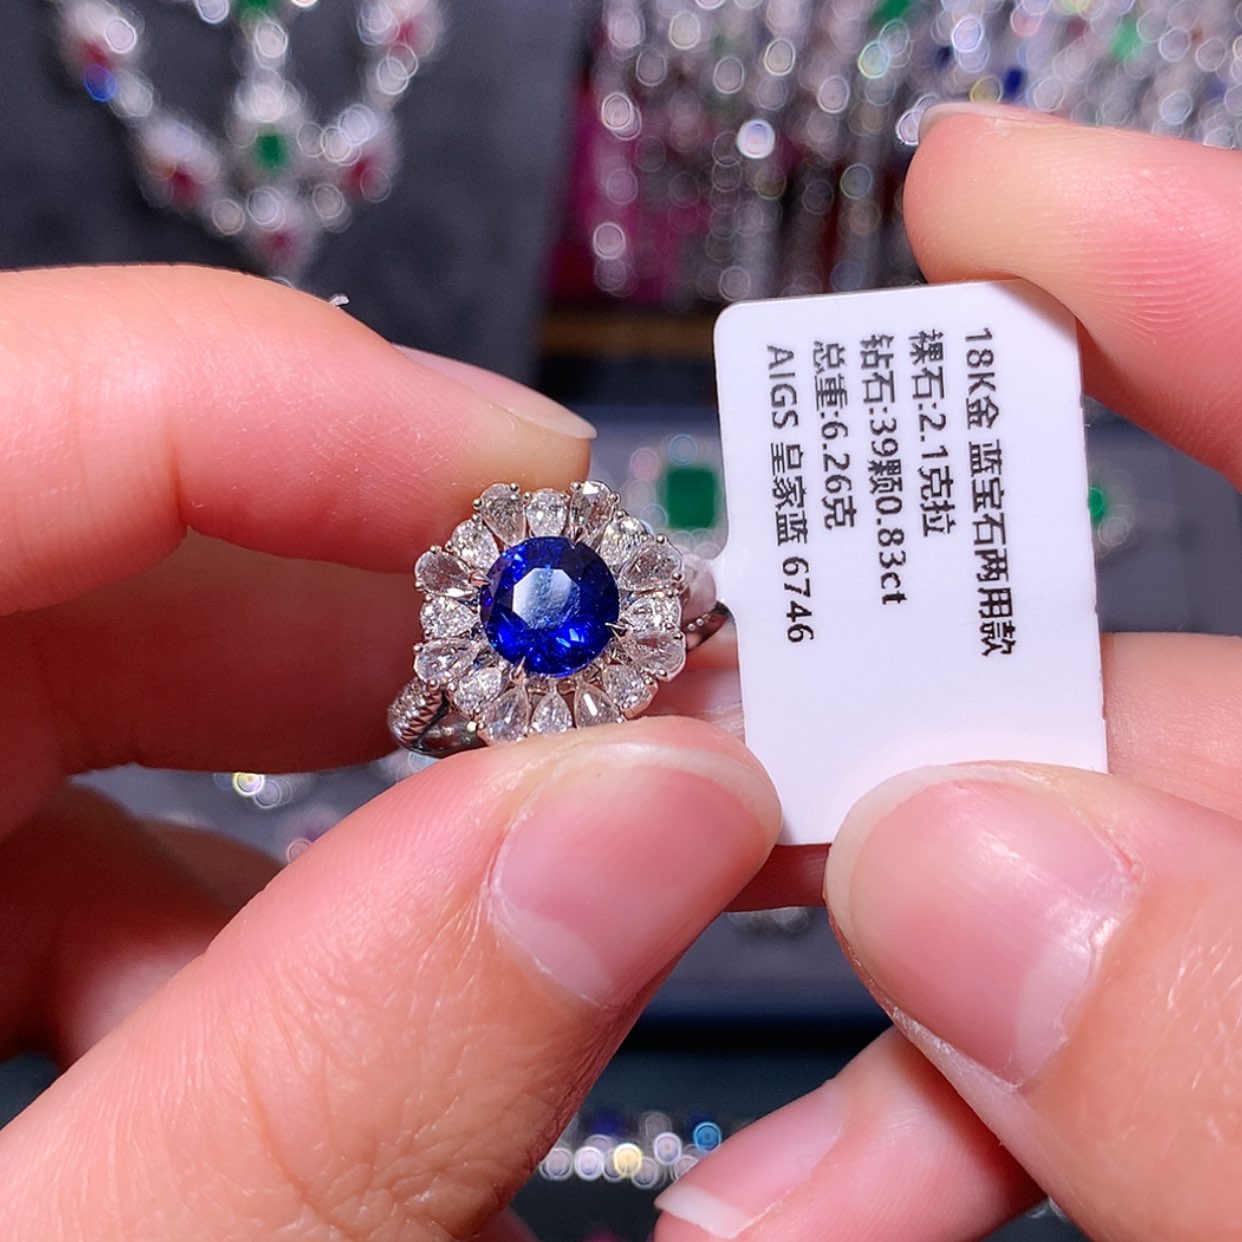 18K金 蓝宝石两用款
裸石:2.1克拉
钻石:39颗0.83ct
总重:6.26克
AIGS 皇家蓝 6746